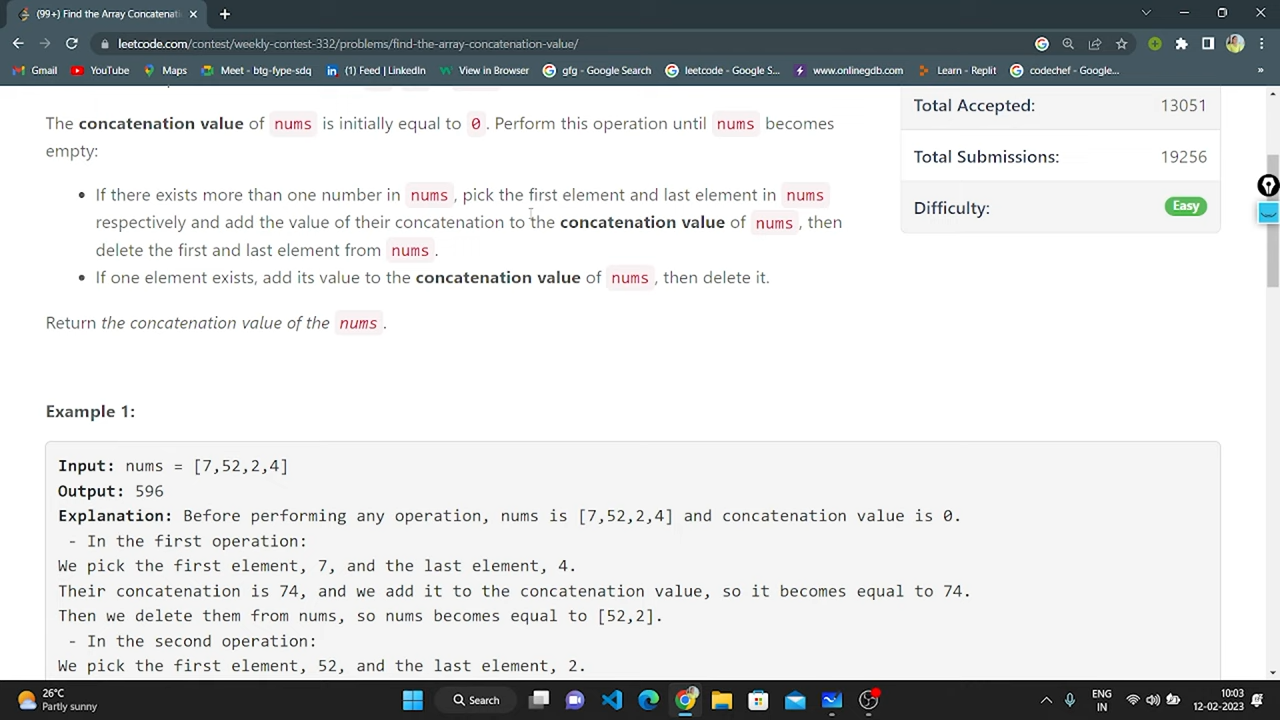 (99+) Find the Array Concatenati
leetcode.com/contest/weekly-contest-332/problems/find-the-array-concatenation-value/
Gmail YouTube Maps Meet - btg-fype-sdq (1) Feed | LinkedIn View in Browser gfg - Google Search leetcode - Google S... www.onlinegdb.com Learn - Replit codechef - Google...
Total Accepted: 13051
The concatenation value of nums is initially equal to 0. Perform this operation until nums becomes
empty:
Total Submissions: 19256
• If there exists more than one number in nums, pick the first element and last element in nums
respectively and add the value of their concatenation to the concatenation value of nums, then
delete the first and last element from nums.
Difficulty: Easy
• If one element exists, add its value to the concatenation value of nums, then delete it.
Return the concatenation value of the nums.
Example 1:
Input: nums = [7,52,2,4]
Output: 596
Explanation: Before performing any operation, nums is [7,52,2,4] and concatenation value is 0.
- In the first operation:
We pick the first element, 7, and the last element, 4.
Their concatenation is 74, and we add it to the concatenation value, so it becomes equal to 74.
Then we delete them from nums, so nums becomes equal to [52,2].
- In the second operation:
We pick the first element, 52, and the last element, 2.
26°C
Partly sunny
Search
ENG
IN
10:03
12-02-2023